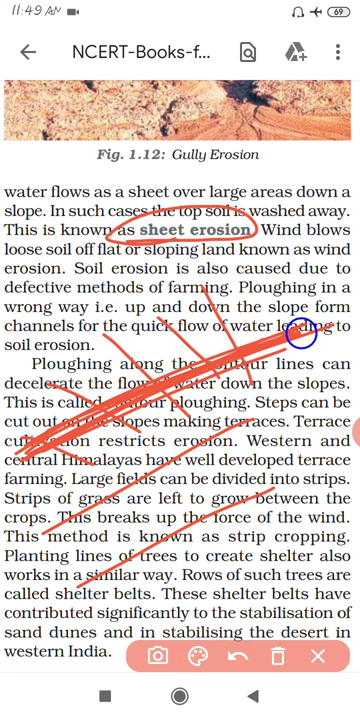 11:49 AM
69
NCERT-Books-f...
Fig. 1.12: Gully Erosion
water flows as a sheet over large areas down a
slope. In such cases the top soil is washed away.
This is known as sheet erosion. Wind blows
loose soil off flat or sloping land known as wind
erosion. Soil erosion is also caused due to
defective methods of farming. Ploughing in a
wrong way i.e. up and down the slope form
channels for the quick flow of water leading to
soil erosion.
Ploughing along the contour lines can
decelerate the flow of water down the slopes.
This is called contour ploughing. Steps can be
cut out on the slopes making terraces. Terrace
cultivation restricts erosion. Western and
central Himalayas have well developed terrace
farming. Large fields can be divided into strips.
Strips of grass are left to grow between the
crops. This breaks up the force of the wind.
This method is known as strip cropping.
Planting lines of trees to create shelter also
works in a similar way. Rows of such trees are
called shelter belts. These shelter belts have
contributed significantly to the stabilisation of
sand dunes and in stabilising the desert in
western India.